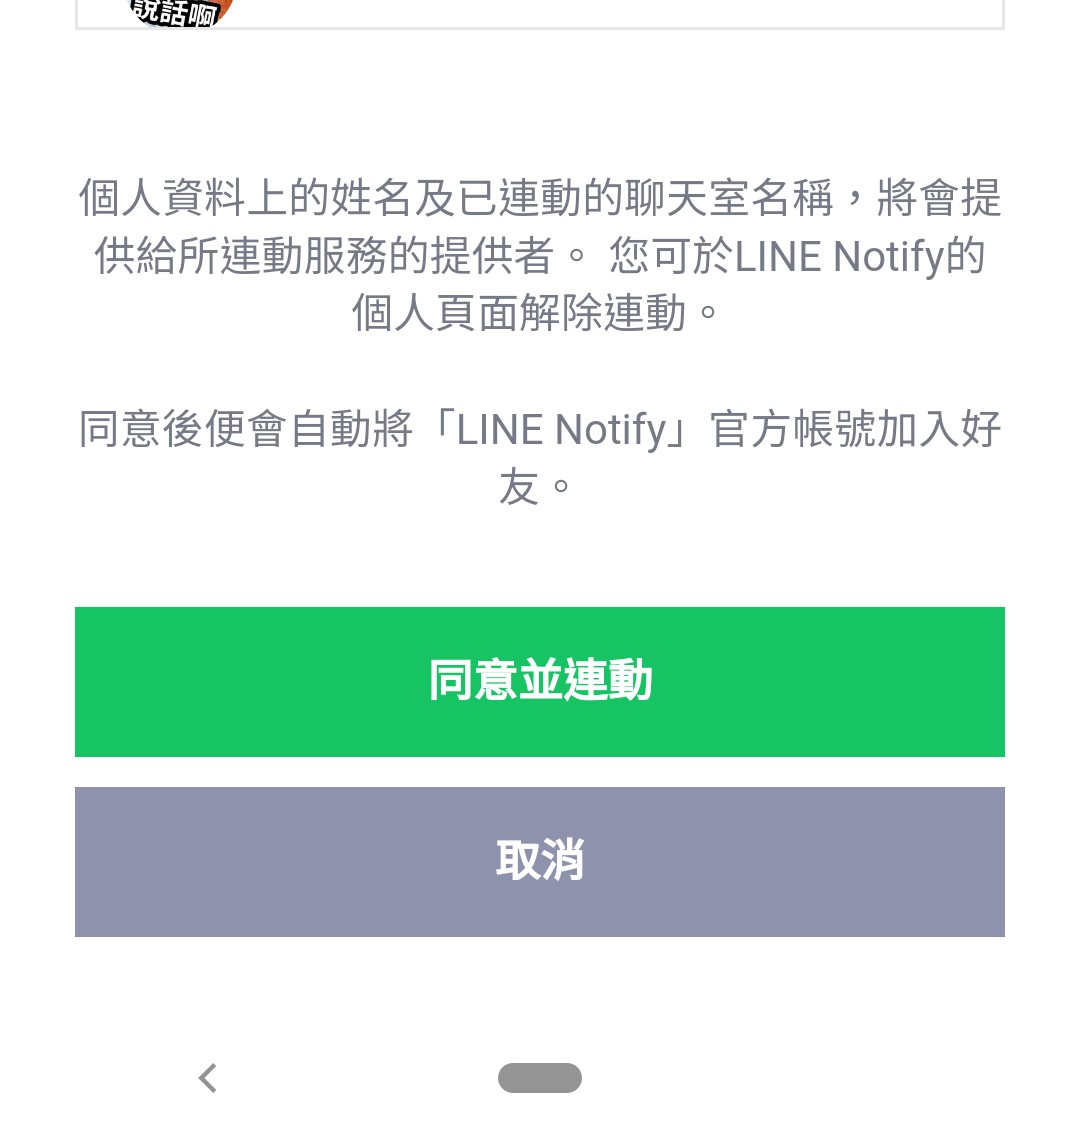 說話啊
個人資料上的姓名及已連動的聊天室名稱，將會提
供給所連動服務的提供者。 您可於LINE Notify的
個人頁面解除連動。
同意後便會自動將「LINE Notify」官方帳號加入好
友。
同意並連動
取消